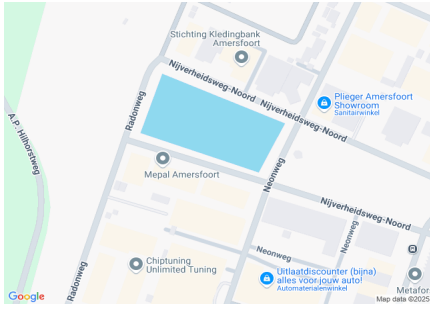 Stichting Kledingbank
Amersfoort
Nijverheidsweg-Noord
Nijverheidsweg-Noord
Plieger Amersfoort
Showroom
Sanitairwinkel
Radonweg
A.P. Hilhorstweg
Mepal Amersfoort
Neonweg
Nijverheidsweg-Noord
Neonweg
Neonweg
Chiptuning
Unlimited Tuning
Uitlaatdiscounter (bijna)
alles voor jouw auto!
Automaterialenwinkel
Radonweg
Metafor
Google
Map data ©2025